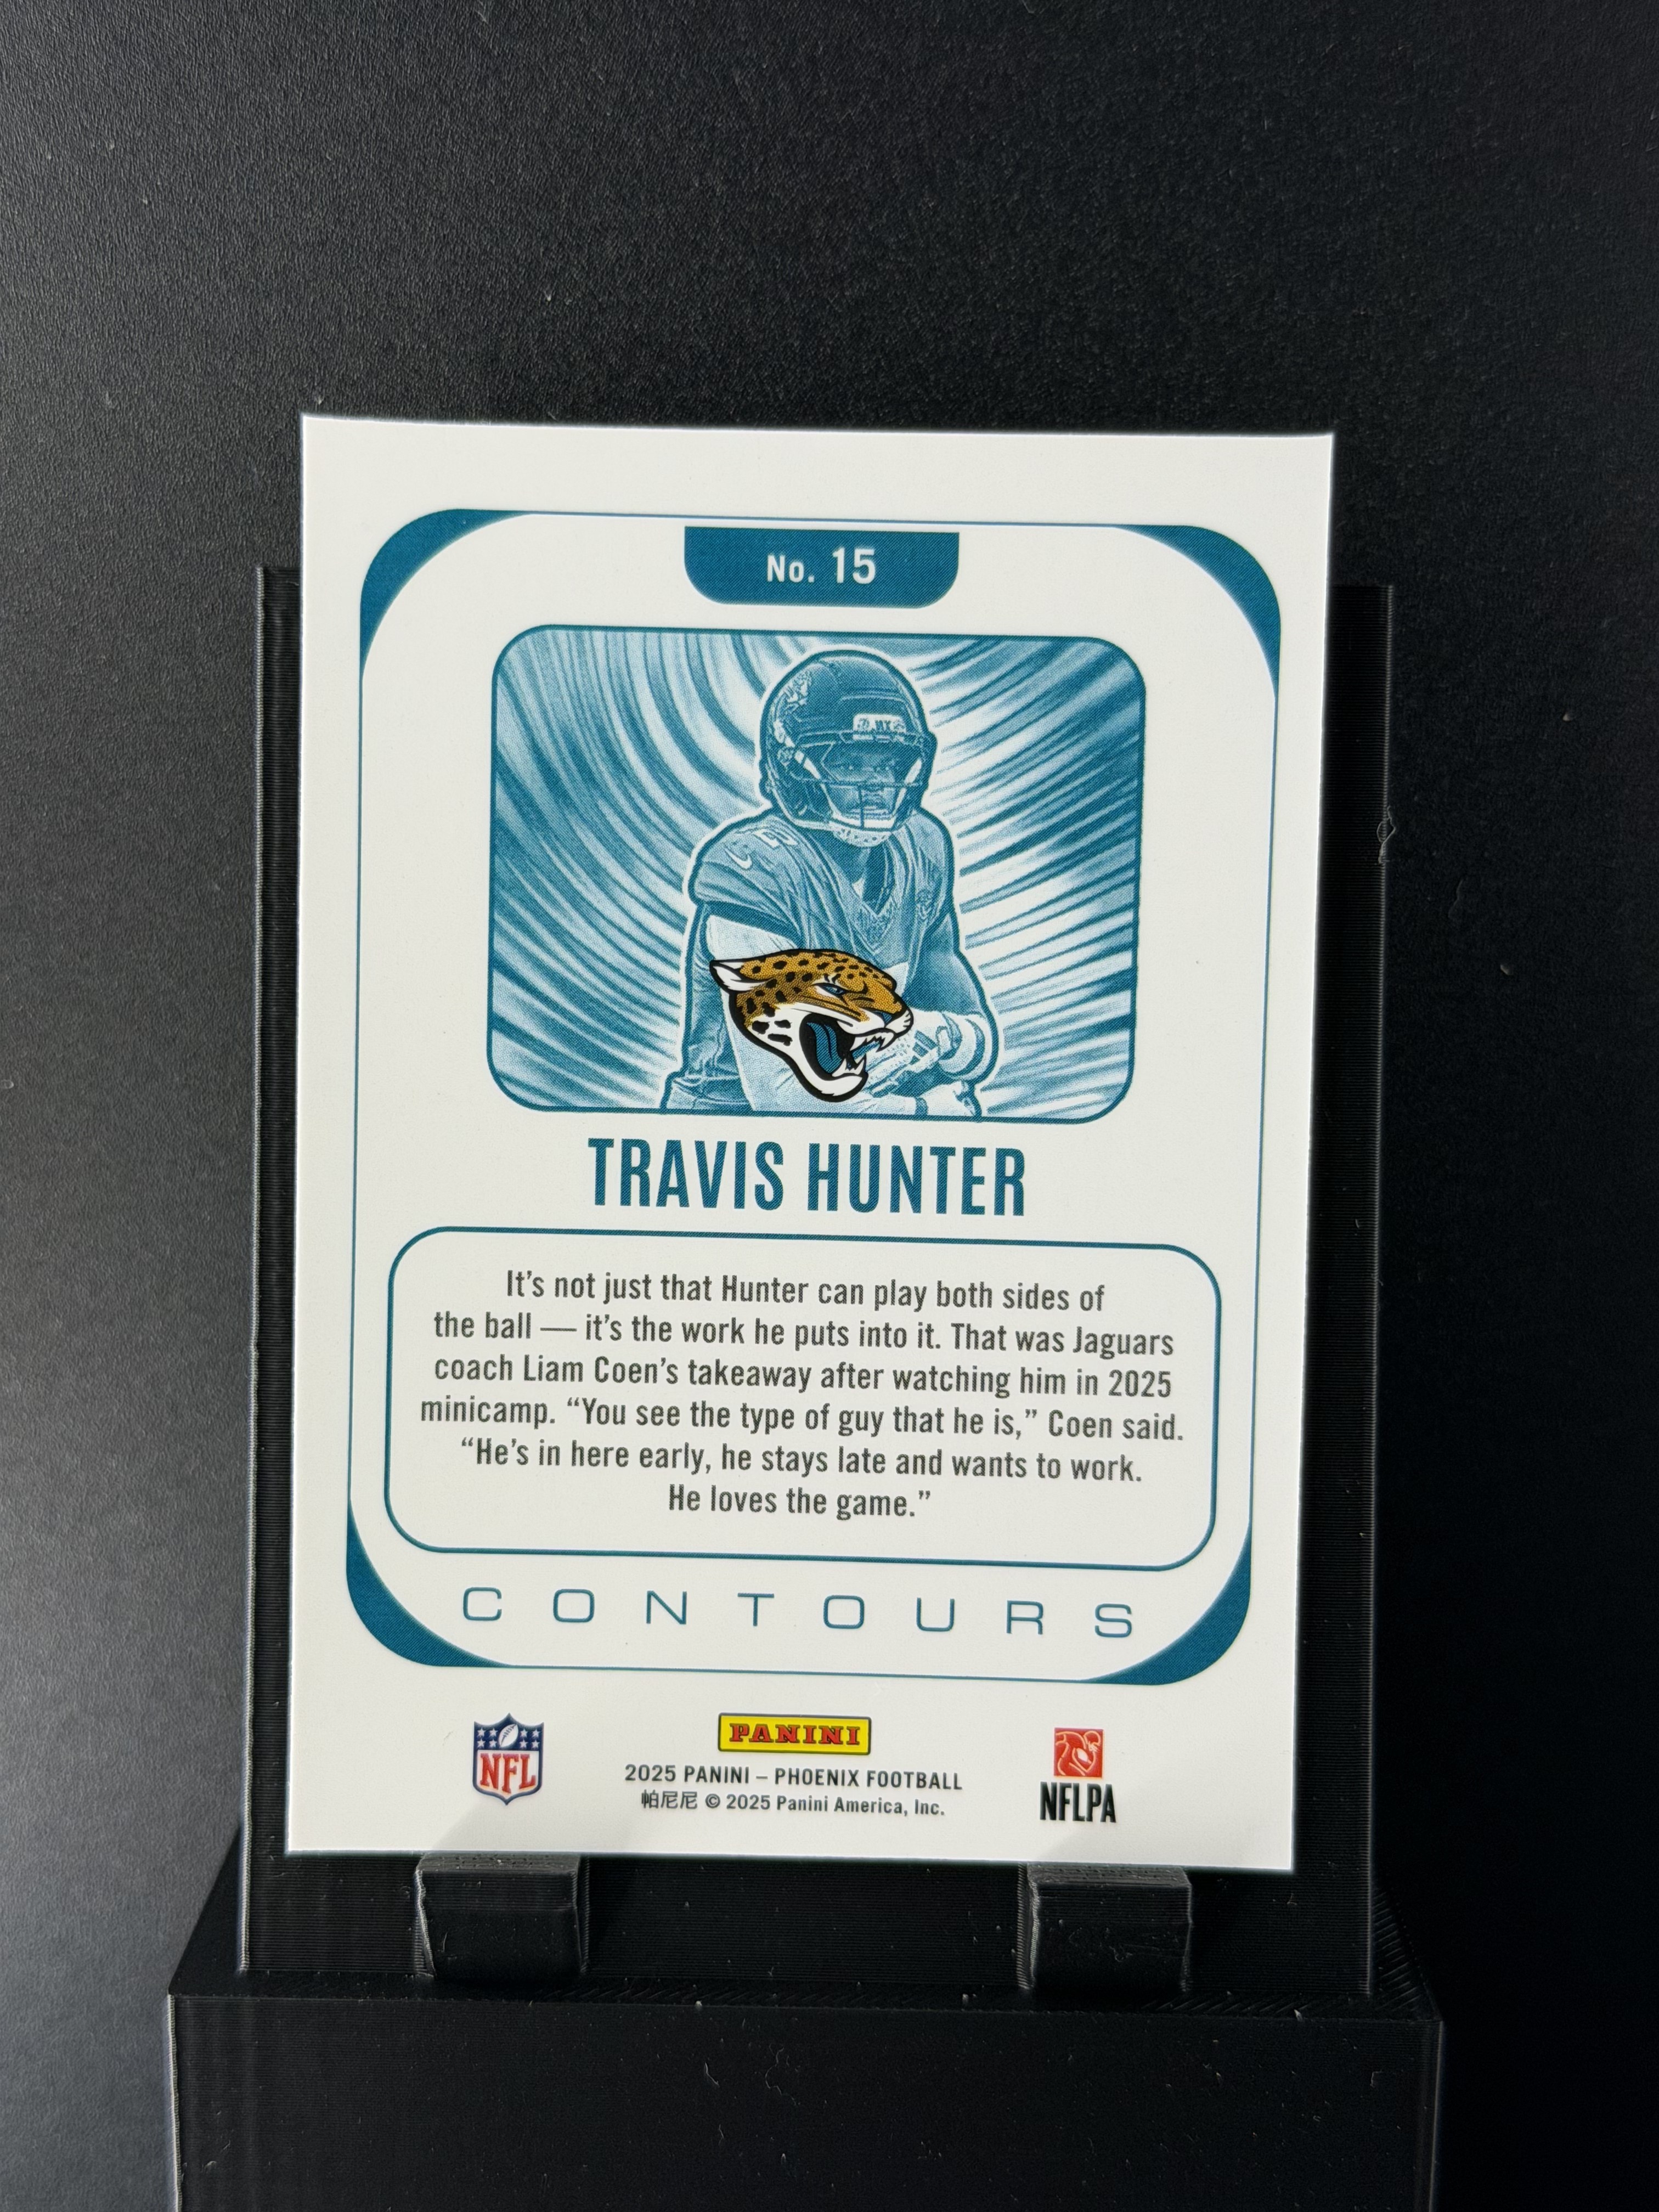 No. 15
TRAVIS HUNTER
It's not just that Hunter can play both sides of
the ball — it's the work he puts into it. That was Jaguars
coach Liam Coen's takeaway after watching him in 2025
minicamp. “You see the type of guy that he is,” Coen said.
“He's in here early, he stays late and wants to work.
He loves the game.”
CONTOURS
NFL
PANINI
2025 PANINI – PHOENIX FOOTBALL
帕尼尼 © 2025 Panini America, Inc.
NFLPA